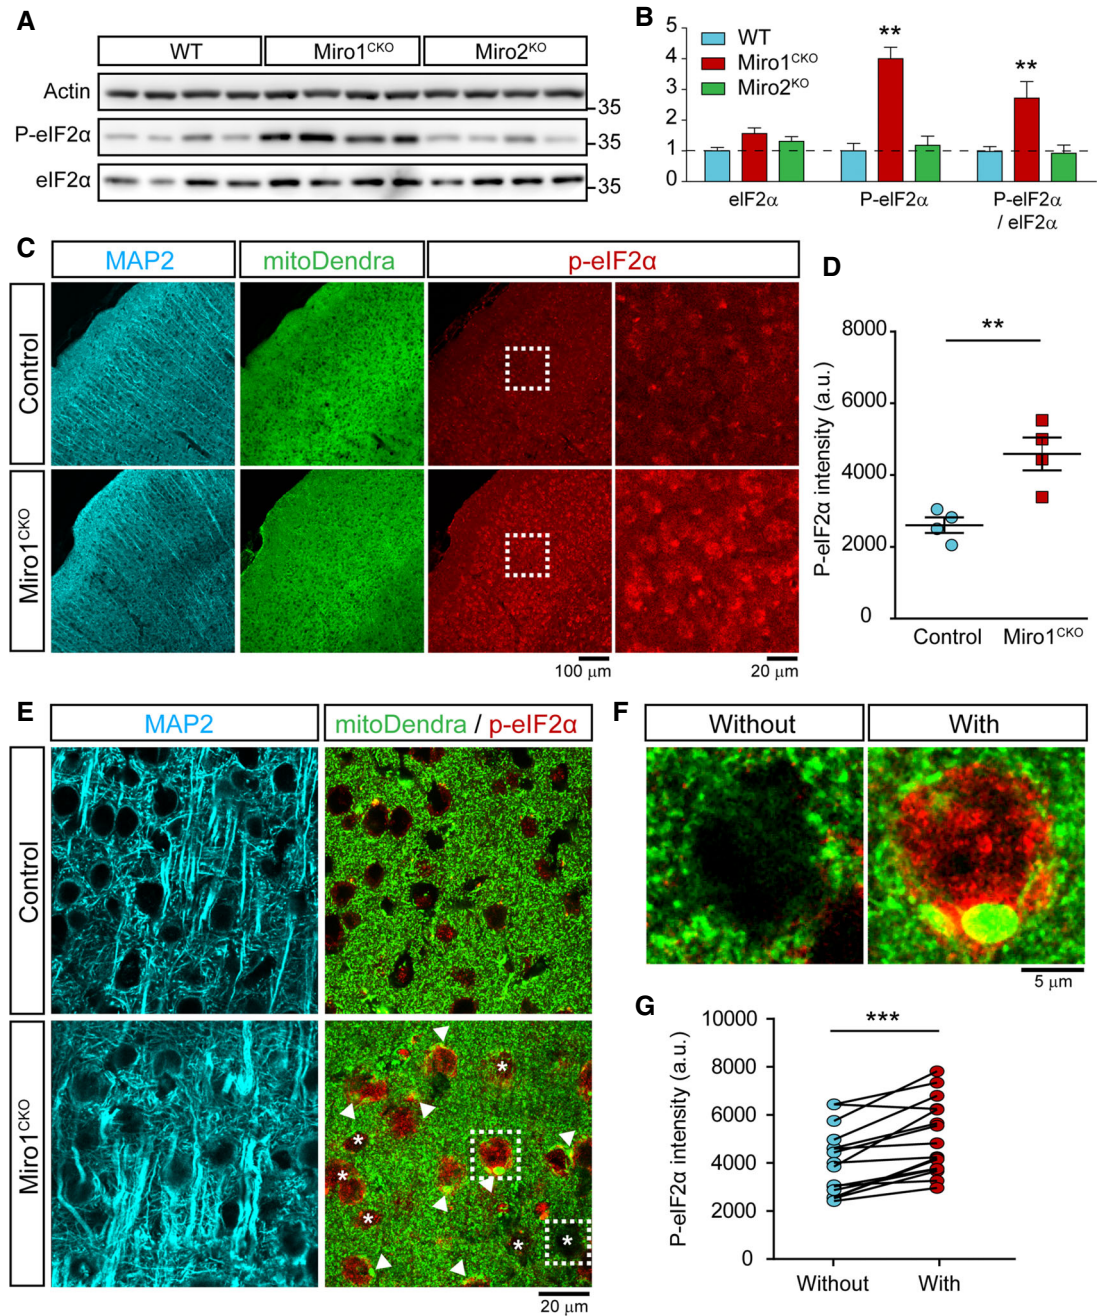 A
WT Miro1CKO Miro2KO
Actin
35
P-eIF2α
35
eIF2α
35
B
5
4
3
2
1
0
WT
Miro1CKO
Miro2KO
**
**
eIF2α P-eIF2α P-eIF2α
/ eIF2α
C
MAP2 mitoDendra p-eIF2α
Control
Miro1CKO
100 μm 20 μm
D
P-eIF2α intensity (a.u.)
8000
6000
4000
2000
0
**
Control Miro1CKO
E
MAP2 mitoDendra / p-eIF2α
Control
Miro1CKO
*
*
*
*
*
*
20 μm
F
Without With
5 μm
G
P-eIF2α intensity (a.u.)
10000
8000
6000
4000
2000
0
***
Without With